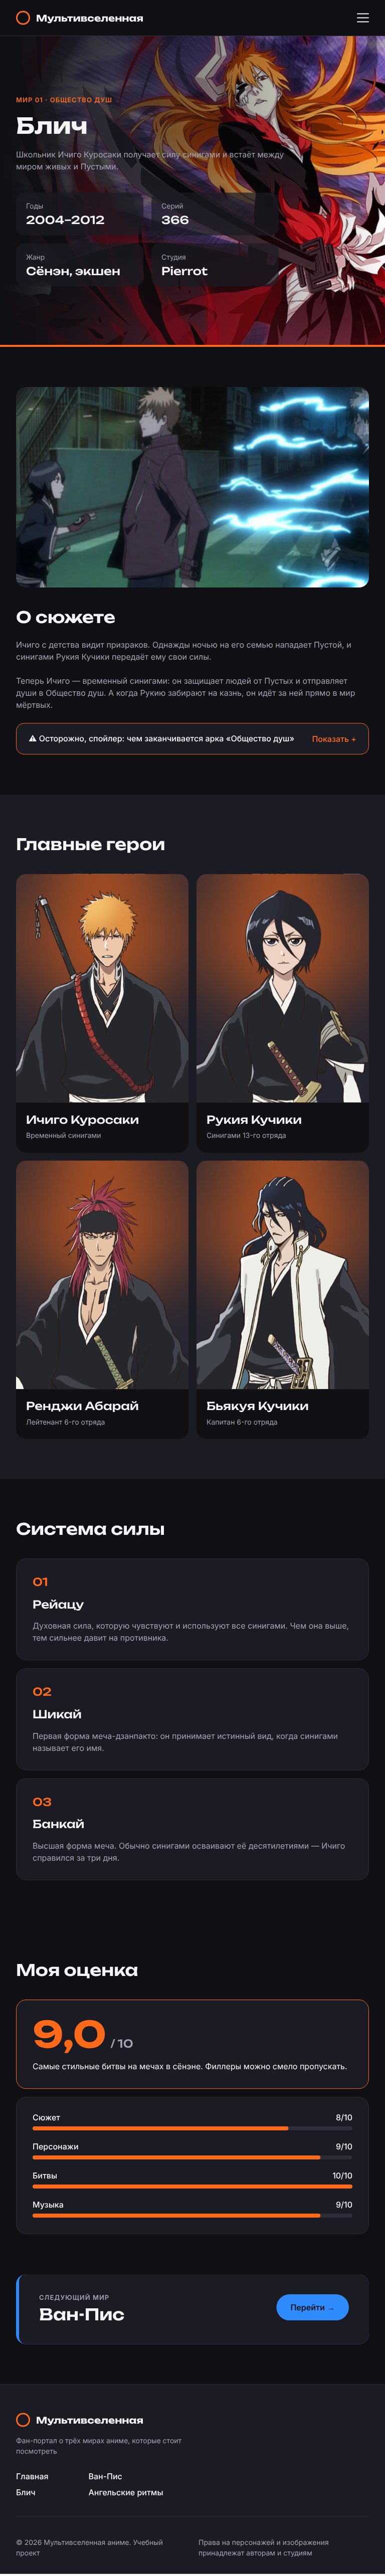 Мультивселенная
МИР 01 · ОБЩЕСТВО ДУШ
Блич
Школьник Ичиго Куросаки получает силу синигами и встаёт между
миром живых и Пустыми.
Годы
2004–2012
Серий
366
Жанр
Сёнэн, экшен
Студия
Pierrot
О сюжете
Ичиго с детства видит призраков. Однажды ночью на его семью нападает Пустой, и
синигами Рукия Кучики передаёт ему свои силы.
Теперь Ичиго — временный синигами: он защищает людей от Пустых и отправляет
души в Общество душ. А когда Рукию забирают на казнь, он идёт за ней прямо в мир
мёртвых.
⚠ Осторожно, спойлер: чем заканчивается арка «Общество душ»
Показать +
Главные герои
Ичиго Куросаки
Временный синигами
Рукия Кучики
Синигами 13-го отряда
Ренджи Абарай
Лейтенант 6-го отряда
Бьякуя Кучики
Капитан 6-го отряда
Система силы
01
Рейацу
Духовная сила, которую чувствуют и используют все синигами. Чем она выше,
тем сильнее давит на противника.
02
Шикай
Первая форма меча-дзанпакто: он принимает истинный вид, когда синигами
называет его имя.
03
Банкай
Высшая форма меча. Обычно синигами осваивают её десятилетиями — Ичиго
справился за три дня.
Моя оценка
9,0 / 10
Самые стильные битвы на мечах в сёнэне. Филлеры можно смело пропускать.
Сюжет 8/10
Персонажи 9/10
Битвы 10/10
Музыка 9/10
СЛЕДУЮЩИЙ МИР
Ван-Пис
Перейти →
Мультивселенная
Фан-портал о трёх мирах аниме, которые стоит
посмотреть
Главная
Ван-Пис
Блич
Ангельские ритмы
© 2026 Мультивселенная аниме. Учебный
проект
Права на персонажей и изображения
принадлежат авторам и студиям